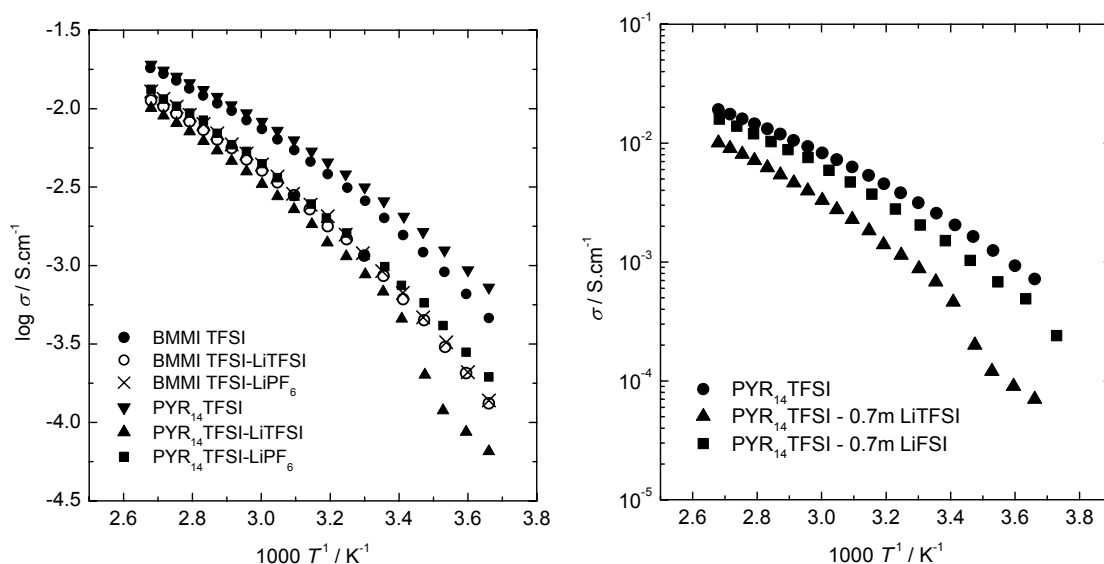 -1.5
-2.0
-2.5
-3.0
-3.5
-4.0
-4.5
log σ / S.cm⁻¹
BMMI TFSI
BMMI TFSI-LiTFSI
BMMI TFSI-LiPF₆
PYR₁₄TFSI
PYR₁₄TFSI-LiTFSI
PYR₁₄TFSI-LiPF₆
2.6 2.8 3.0 3.2 3.4 3.6 3.8
1000 T¹ / K⁻¹
10⁻¹
10⁻²
10⁻³
10⁻⁴
10⁻⁵
σ / S.cm⁻¹
PYR₁₄TFSI
PYR₁₄TFSI - 0.7m LiTFSI
PYR₁₄TFSI - 0.7m LiFSI
2.6 2.8 3.0 3.2 3.4 3.6 3.8
1000 T¹ / K⁻¹